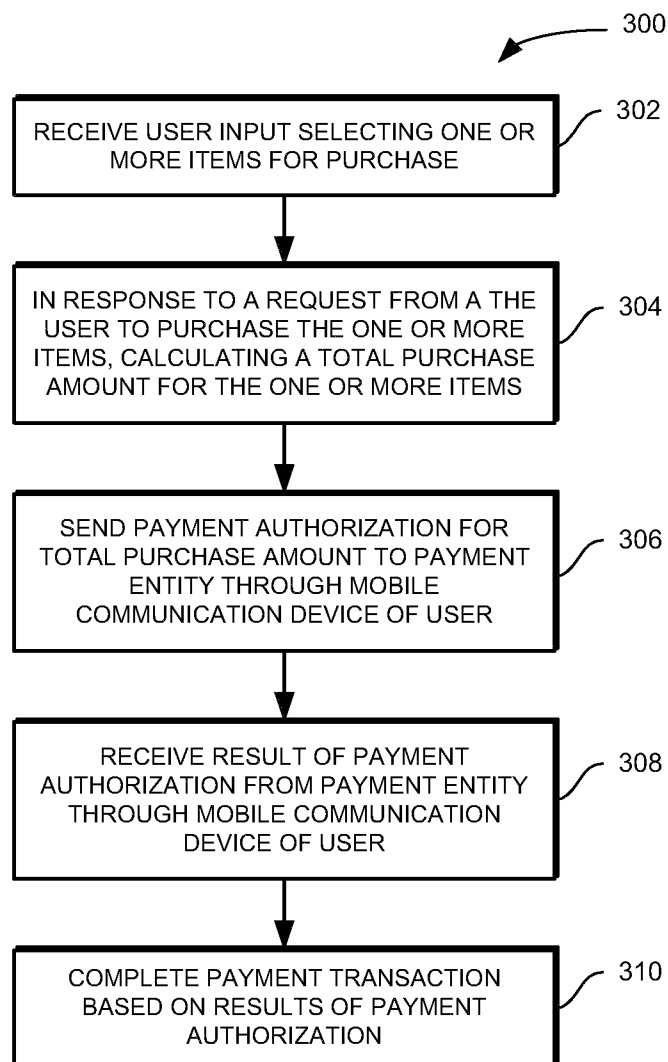 300
RECEIVE USER INPUT SELECTING ONE OR
MORE ITEMS FOR PURCHASE
302
IN RESPONSE TO A REQUEST FROM A THE
USER TO PURCHASE THE ONE OR MORE
ITEMS, CALCULATING A TOTAL PURCHASE
AMOUNT FOR THE ONE OR MORE ITEMS
304
SEND PAYMENT AUTHORIZATION FOR
TOTAL PURCHASE AMOUNT TO PAYMENT
ENTITY THROUGH MOBILE
COMMUNICATION DEVICE OF USER
306
RECEIVE RESULT OF PAYMENT
AUTHORIZATION FROM PAYMENT ENTITY
THROUGH MOBILE COMMUNICATION
DEVICE OF USER
308
COMPLETE PAYMENT TRANSACTION
BASED ON RESULTS OF PAYMENT
AUTHORIZATION
310